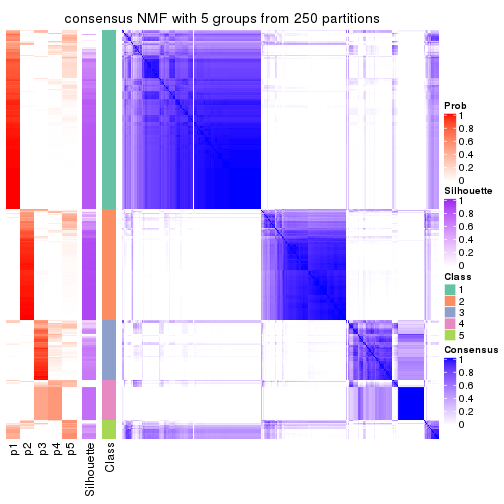 consensus NMF with 5 groups from 250 partitions
Prob
1
0.8
0.6
0.4
0.2
0
Silhouette
1
0.8
0.6
0.4
0.2
0
Class
1
2
3
4
5
Consensus
1
0.8
0.6
0.4
0.2
0
p1
p2
p3
p4
p5
Silhouette
Class